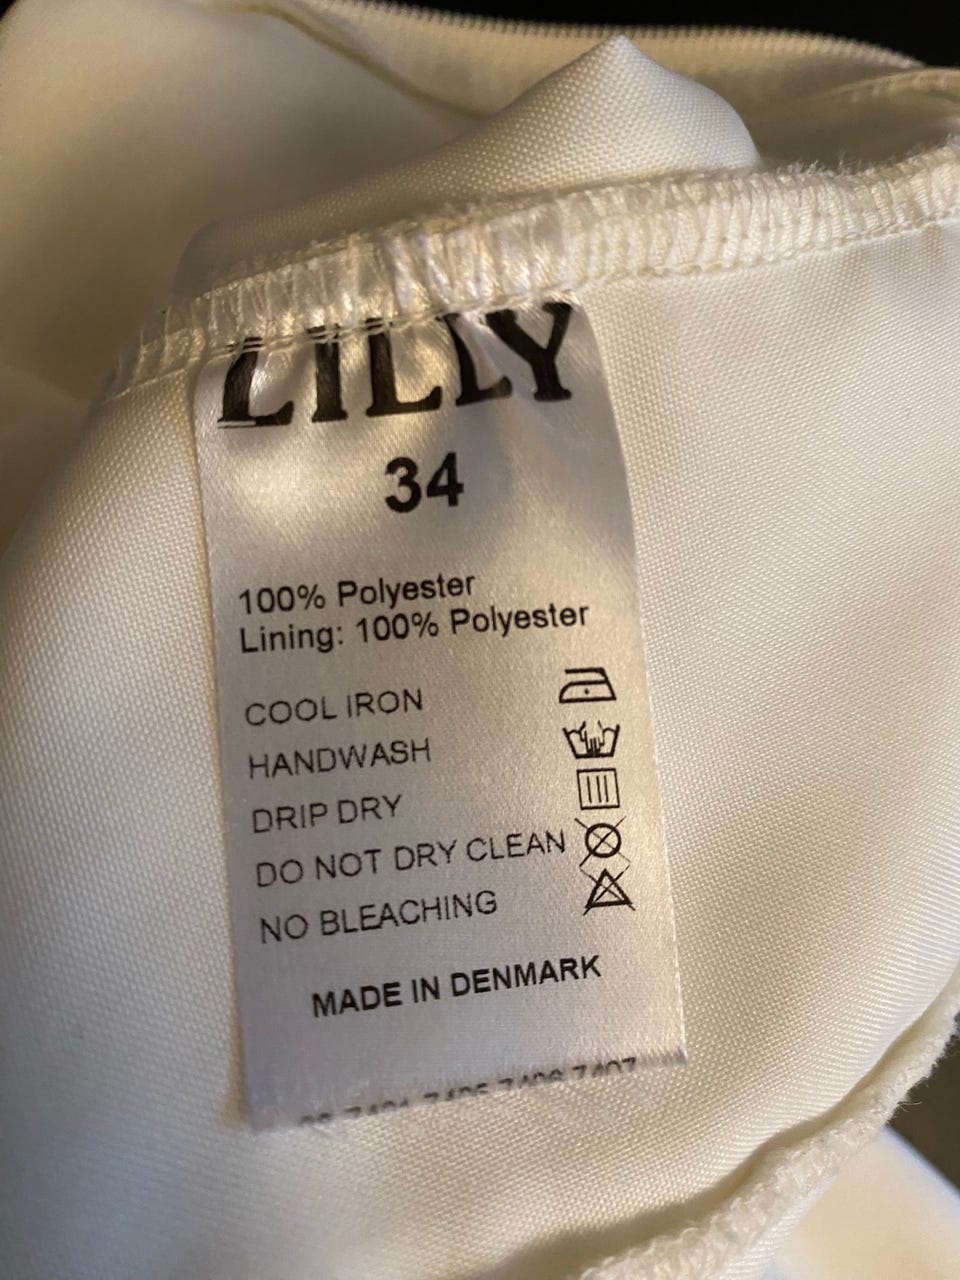 LILLY
34
100% Polyester
Lining: 100% Polyester
COOL IRON
HANDWASH
DRIP DRY
DO NOT DRY CLEAN
NO BLEACHING
MADE IN DENMARK
7407